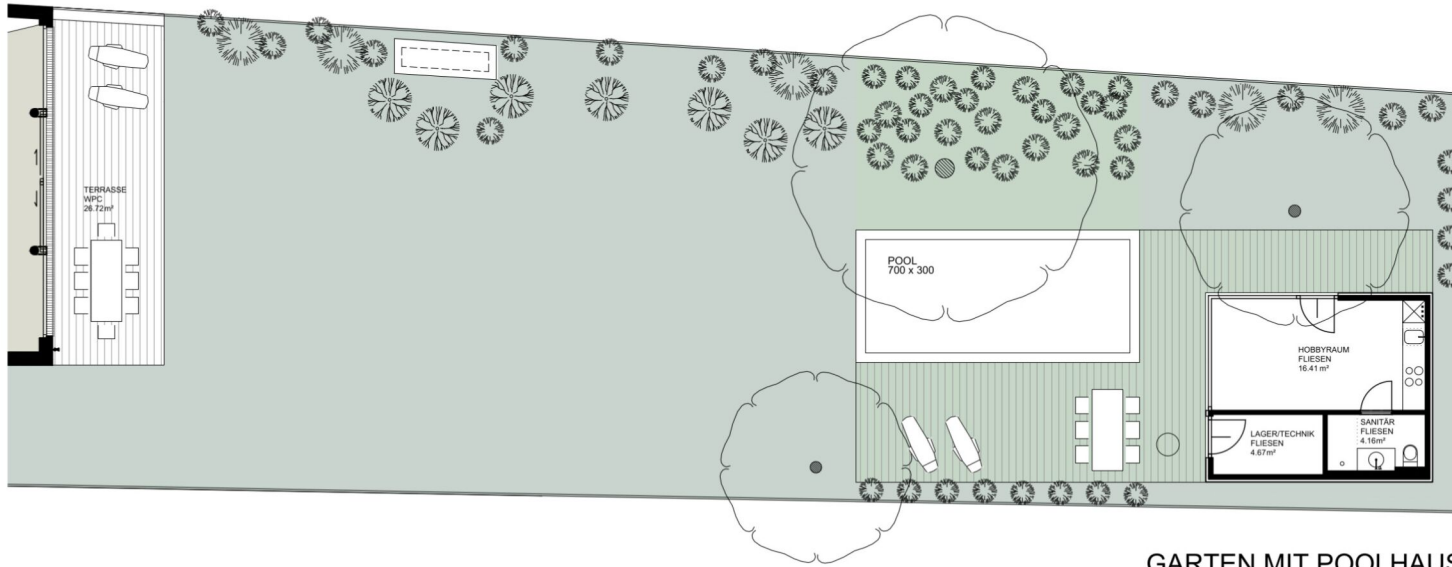 TERRASSE
WPC
26.72m²
POOL
700 x 300
HOBBYRAUM
FLIESEN
16.41 m²
LAGER/TECHNIK
FLIESEN
4.67m²
SANITÄR
FLIESEN
4.16m²
GARTEN MIT POOLHAUS